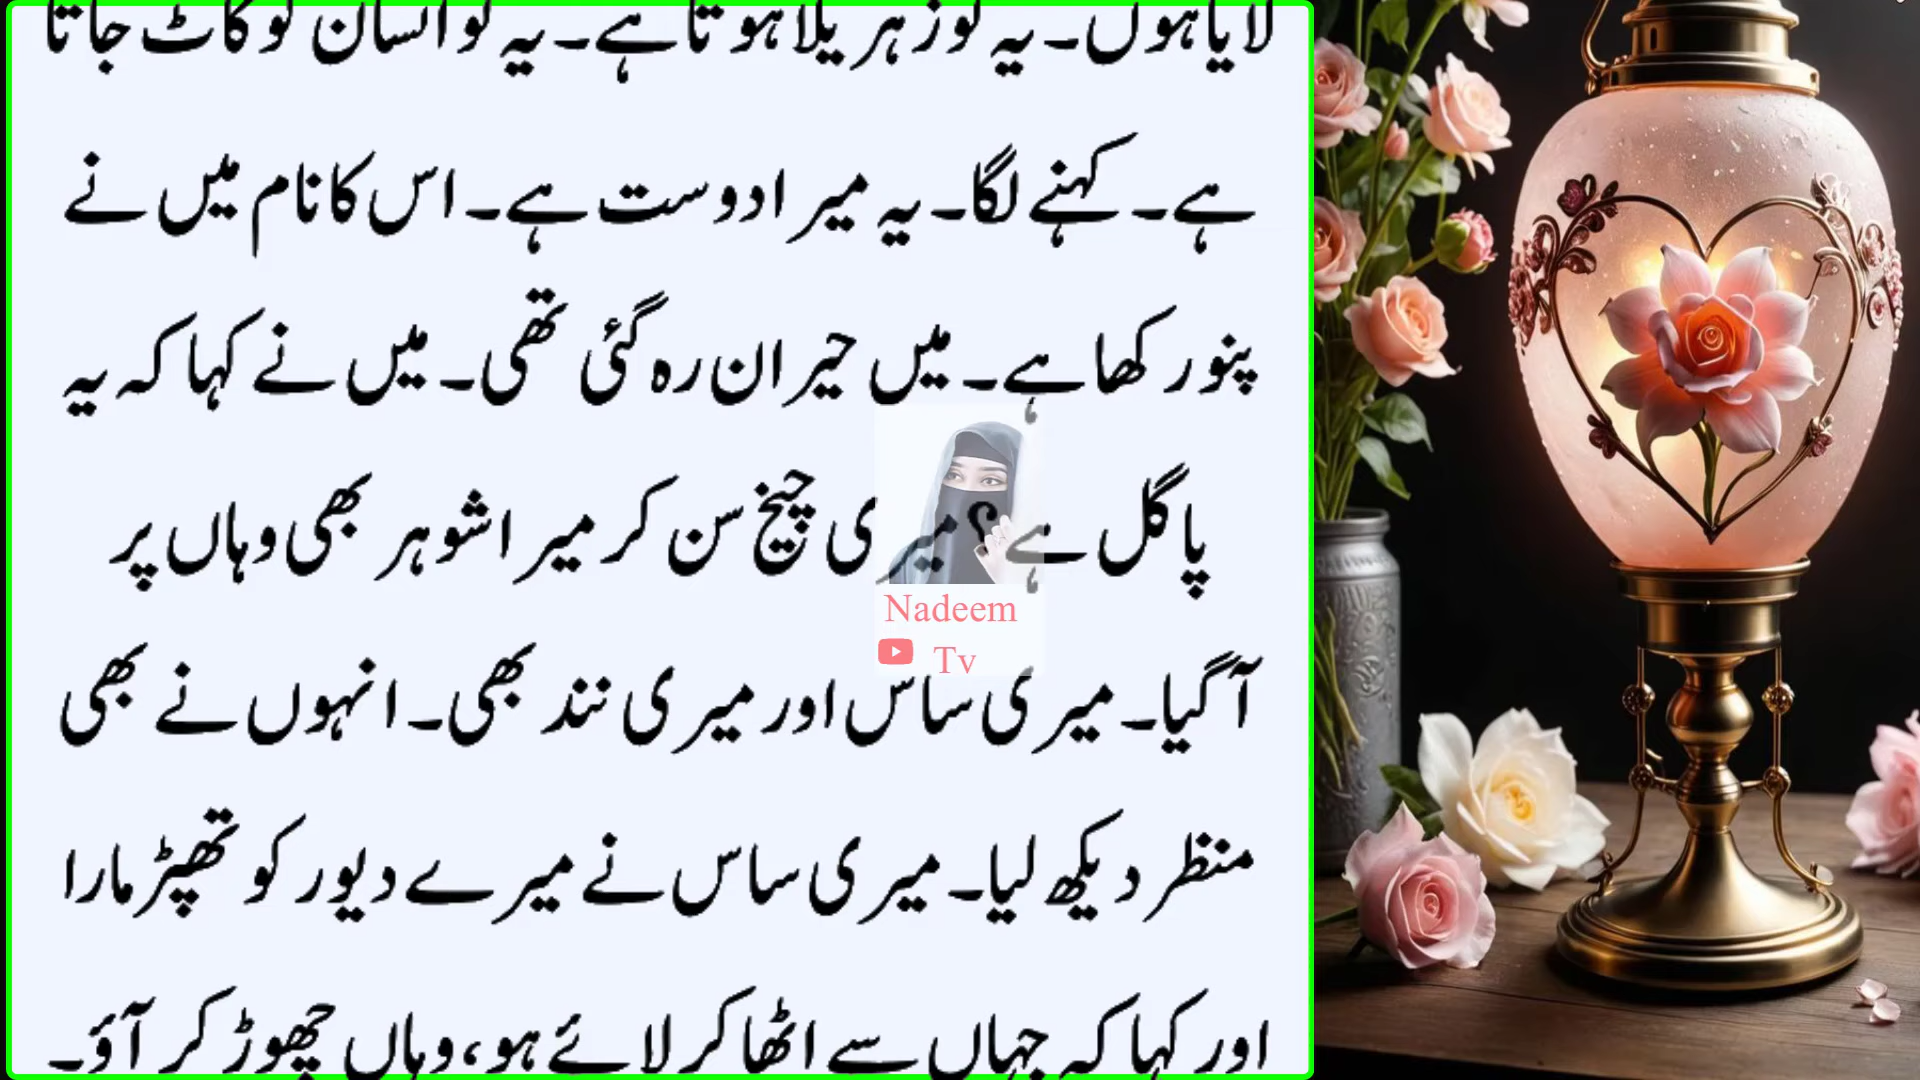 لایا ہوں۔ یہ تو زہریلا ہوتا ہے۔ یہ تو انسان کو کاٹ جاتا
ہے۔ کہنے لگا۔ یہ میرا دوست ہے۔ اس کا نام میں نے
پنو رکھا ہے۔ میں حیران رہ گئی تھی۔ میں نے کہا کہ یہ
پاگل ہے؟ میری چیخ سن کر میرا شوہر بھی وہاں پر
آگیا۔ میری ساس اور میری نند بھی۔ انہوں نے بھی
منظر دیکھ لیا۔ میری ساس نے میرے دیور کو تھپڑ مارا
اور کہا کہ جہاں سے اٹھا کر لائے ہو، وہاں چھوڑ کر آؤ۔
Nadeem
Tv